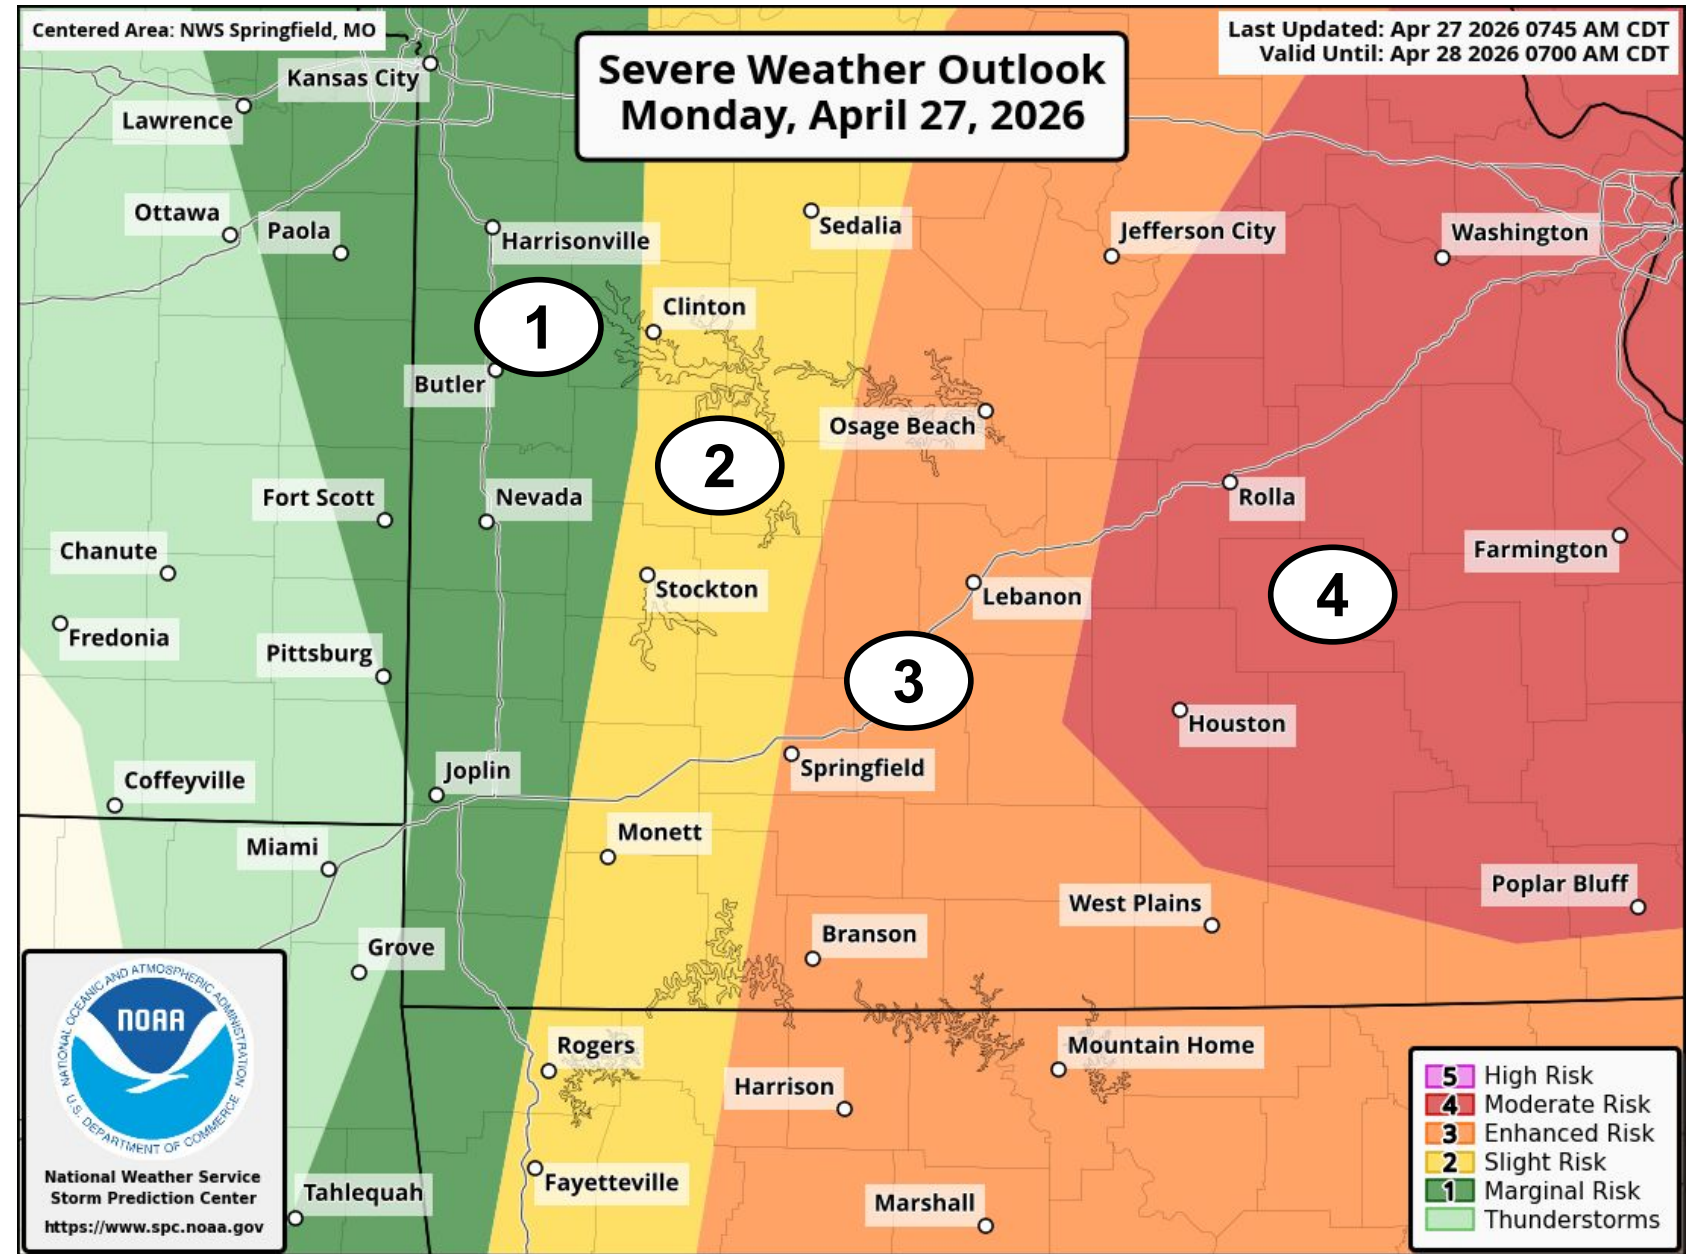 Centered Area: NWS Springfield, MO
Last Updated: Apr 27 2026 0745 AM CDT
Valid Until: Apr 28 2026 0700 AM CDT
Severe Weather Outlook
Monday, April 27, 2026
Kansas City
Lawrence
Ottawa
Paola
Harrisonville
Sedalia
Jefferson City
Washington
1
Clinton
Butler
Osage Beach
2
Fort Scott
Nevada
Rolla
Chanute
Farmington
Stockton
Lebanon
4
Fredonia
Pittsburg
3
Houston
Coffeyville
Joplin
Springfield
Miami
Monett
Poplar Bluff
West Plains
Grove
Branson
Rogers
Mountain Home
Harrison
Tahlequah
Fayetteville
Marshall
NATIONAL OCEANIC AND ATMOSPHERIC ADMINISTRATION
NOAA
U.S. DEPARTMENT OF COMMERCE
National Weather Service
Storm Prediction Center
https://www.spc.noaa.gov
5 High Risk
4 Moderate Risk
3 Enhanced Risk
2 Slight Risk
1 Marginal Risk
Thunderstorms